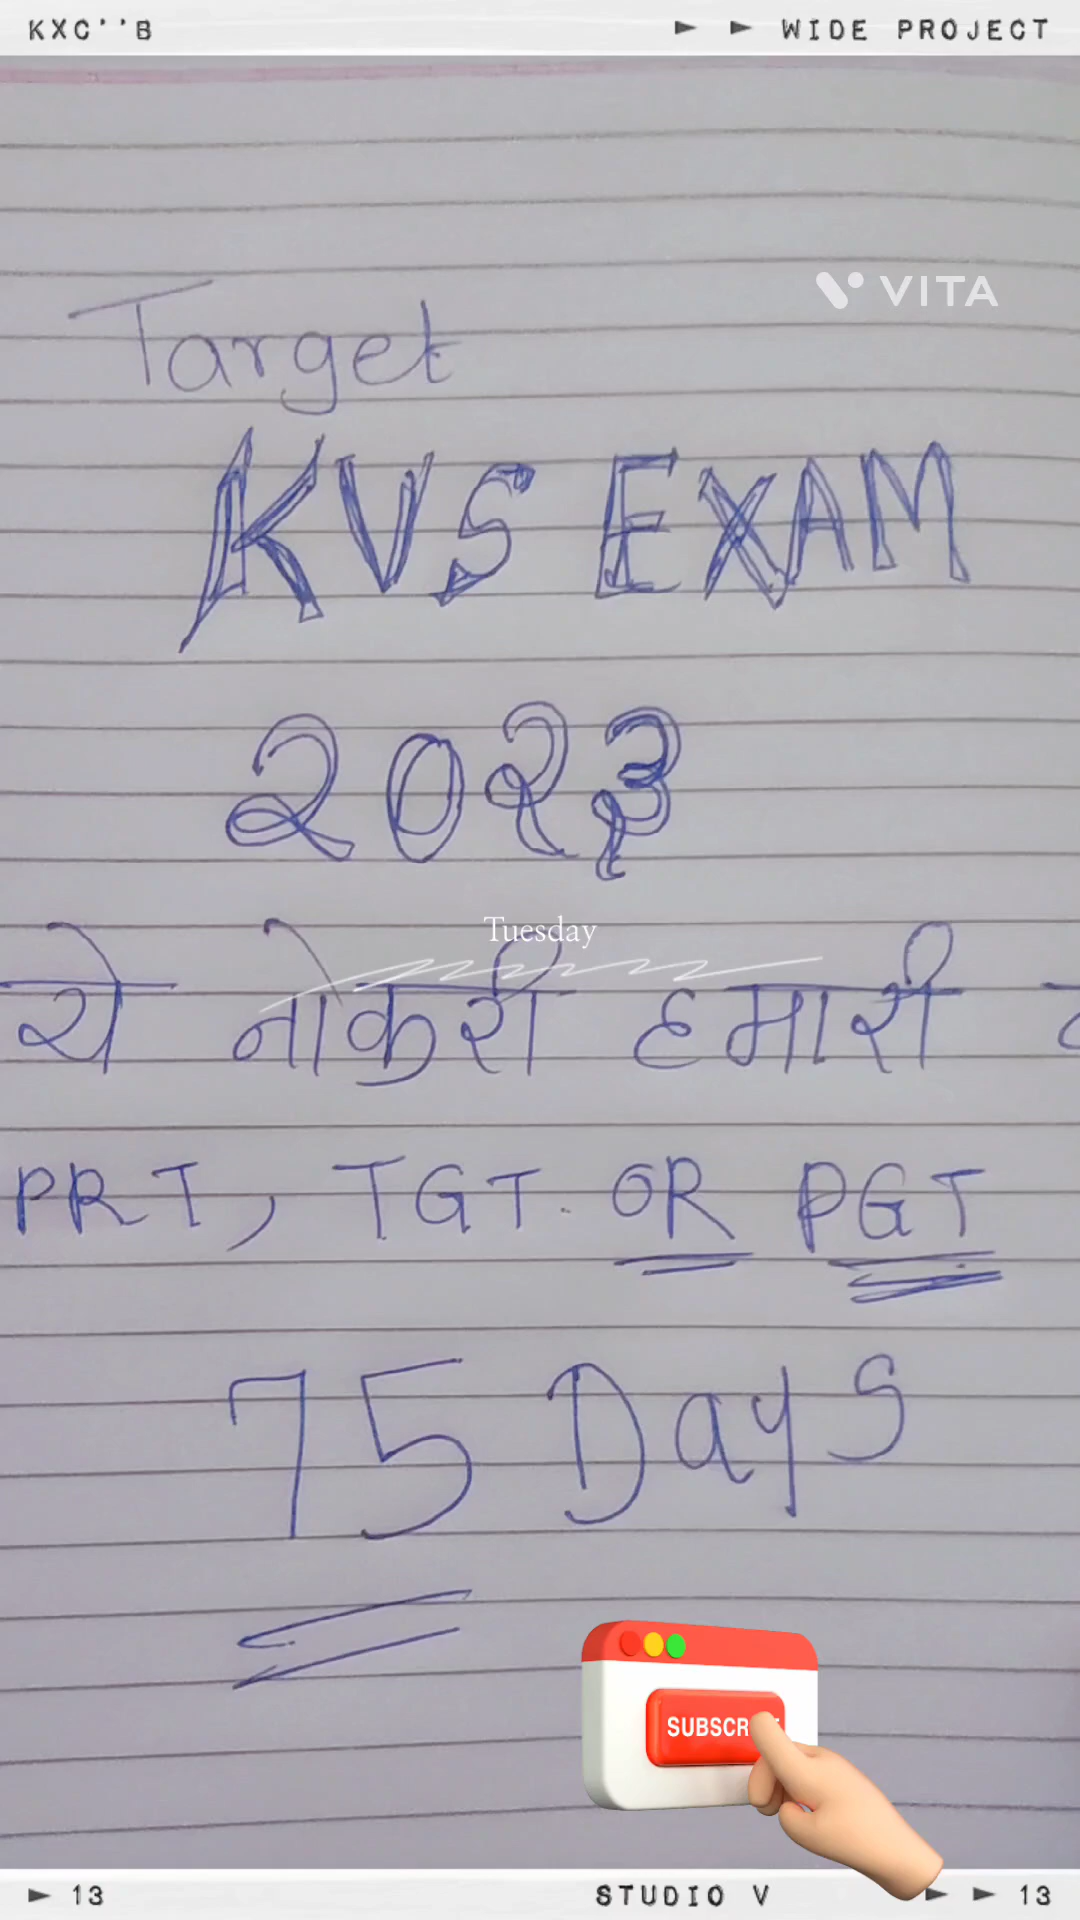 KXC''B ► ► WIDE PROJECT
VITA
Target
KVS EXAM
2023
Tuesday
ये नोकरी हमारी
PRT, TGT. OR PGT
75 Days
SUBSCRIBE
► 13 STUDIO V ► ► 13